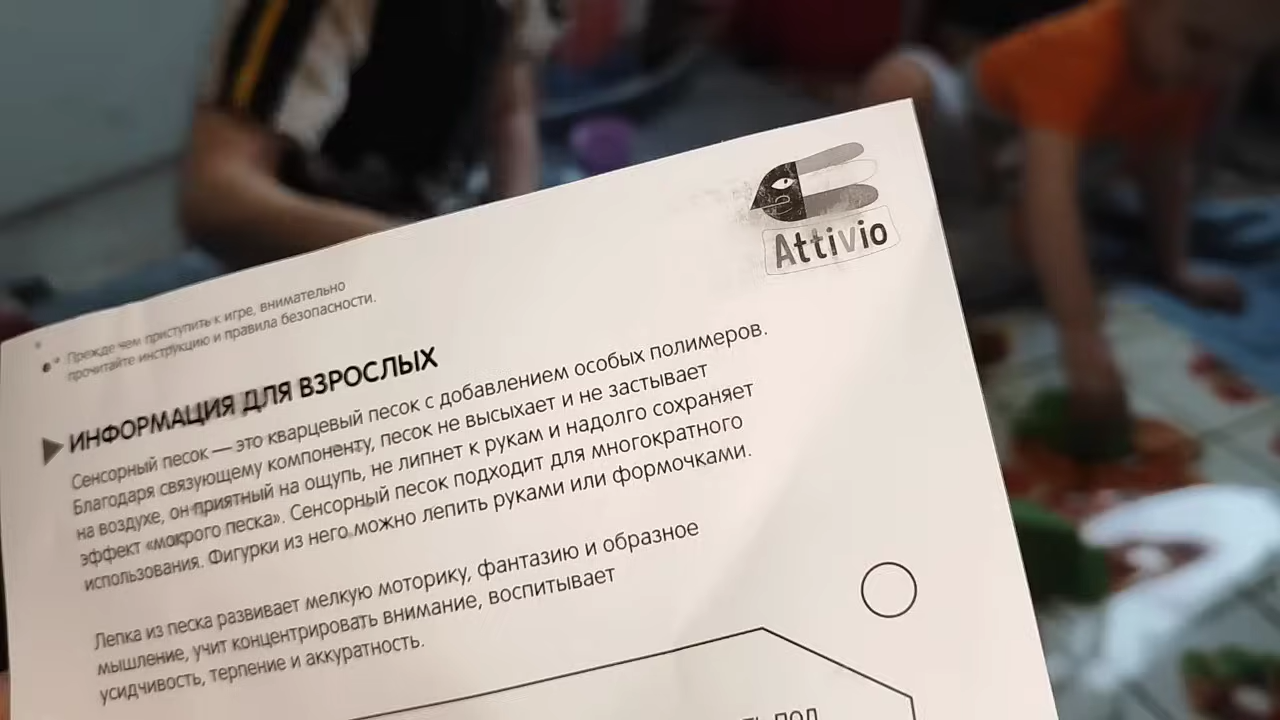 Attivio
Прежде чем приступить к игре, внимательно
прочитайте инструкцию и правила безопасности.
ИНФОРМАЦИЯ ДЛЯ ВЗРОСЛЫХ
Сенсорный песок — это кварцевый песок с добавлением особых полимеров.
Благодаря связующему компоненту, песок не высыхает и не застывает
на воздухе, он приятный на ощупь, не липнет к рукам и надолго сохраняет
эффект «мокрого песка». Сенсорный песок подходит для многократного
использования. Фигурки из него можно лепить руками или формочками.
Лепка из песка развивает мелкую моторику, фантазию и образное
мышление, учит концентрировать внимание, воспитывает
усидчивость, терпение и аккуратность.